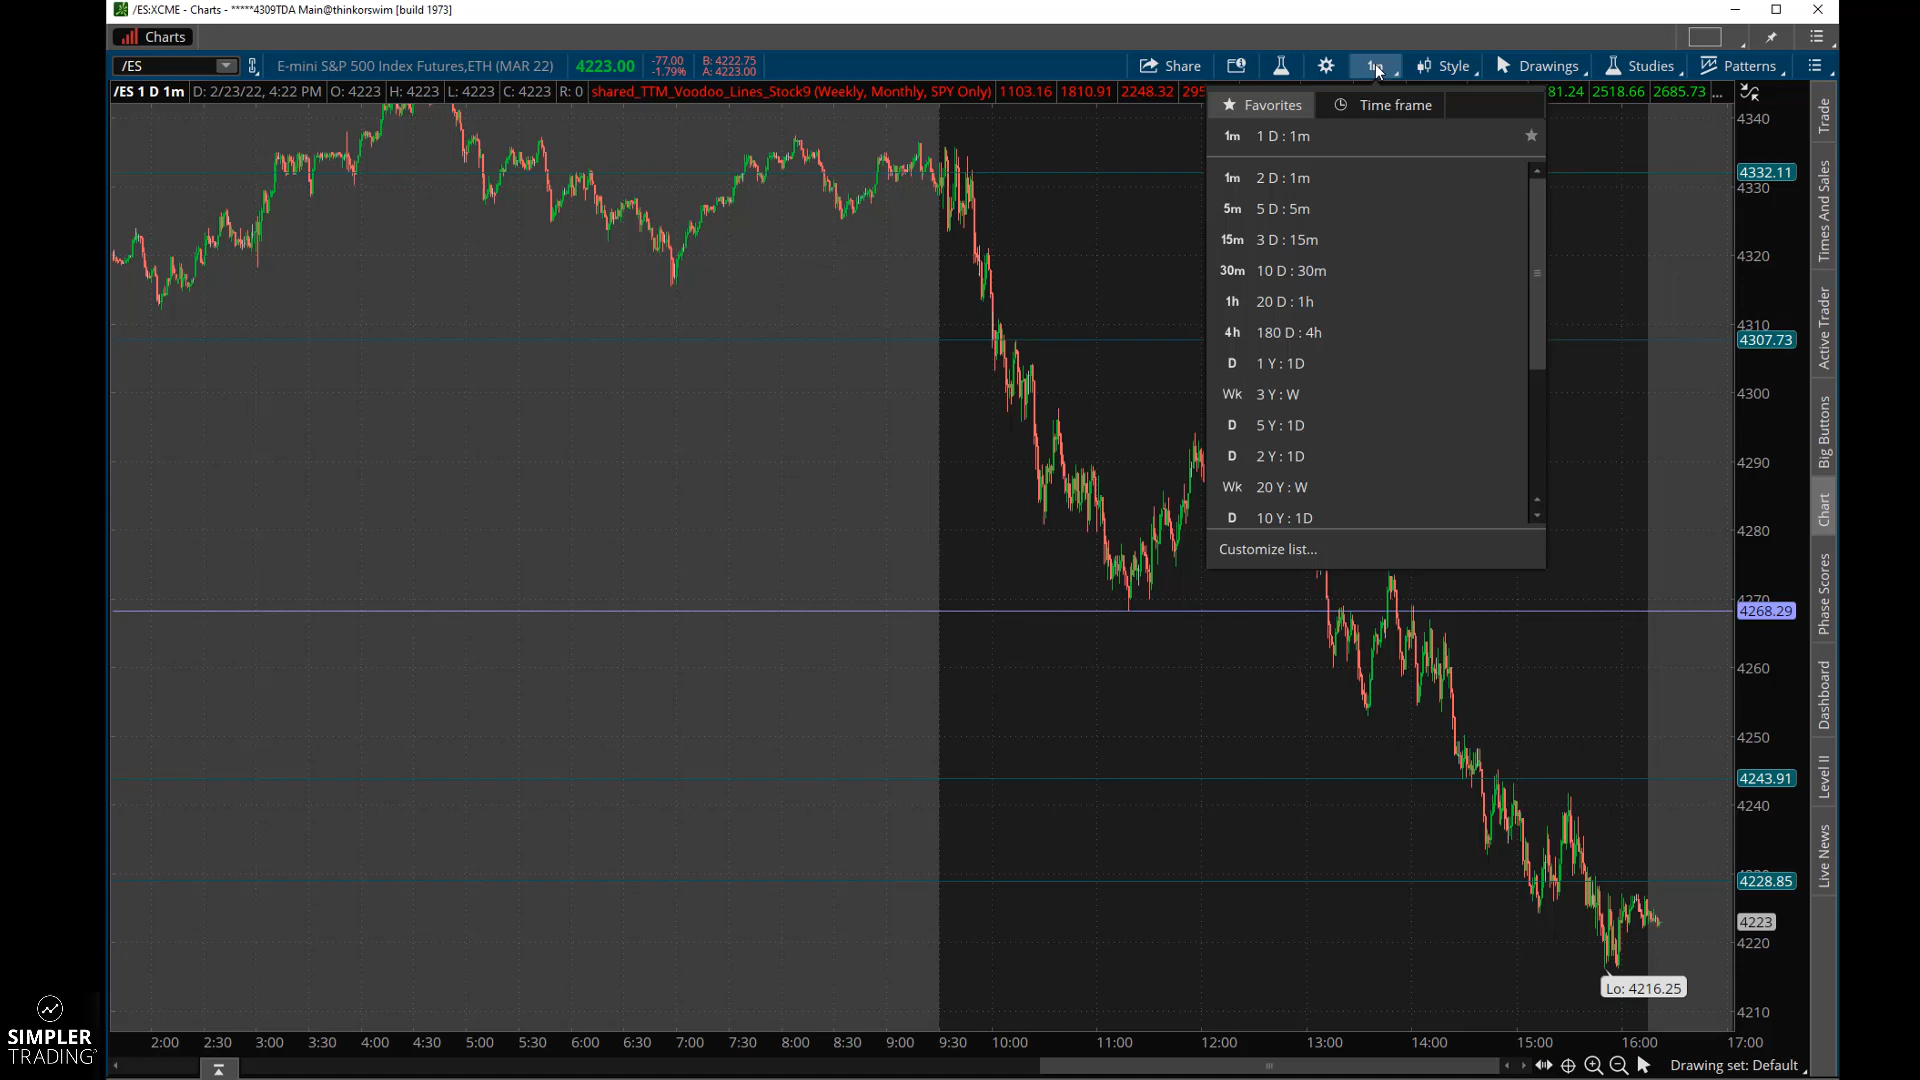 /ES:XCME - Charts - *****4309TDA Main@thinkorswim [build 1973]
Charts
/ES
E-mini S&P 500 Index Futures,ETH (MAR 22)
4223.00
-77.00
-1.79%
B: 4222.75
A: 4223.00
Share
1m
Style
Drawings
Studies
Patterns
/ES 1 D 1m
D: 2/23/22, 4:22 PM
O: 4223
H: 4223
L: 4223
C: 4223
R: 0
shared_TTM_Voodoo_Lines_Stock9 (Weekly, Monthly, SPY Only)
1103.16
1810.91
2248.32
295
81.24
2518.66
2685.73
...
Favorites
Time frame
1m 1 D : 1m
1m 2 D : 1m
5m 5 D : 5m
15m 3 D : 15m
30m 10 D : 30m
1h 20 D : 1h
4h 180 D : 4h
D 1 Y : 1D
Wk 3 Y : W
D 5 Y : 1D
D 2 Y : 1D
Wk 20 Y : W
D 10 Y : 1D
Customize list...
4340
4332.11
4330
4320
4310
4307.73
4300
4290
4280
4270
4268.29
4260
4250
4243.91
4240
4228.85
4223
4220
4210
Lo: 4216.25
2:00
2:30
3:00
3:30
4:00
4:30
5:00
5:30
6:00
6:30
7:00
7:30
8:00
8:30
9:00
9:30
10:00
11:00
12:00
13:00
14:00
15:00
16:00
17:00
Drawing set: Default
Trade
Times And Sales
Active Trader
Big Buttons
Chart
Phase Scores
Dashboard
Level II
Live News
SIMPLER
TRADING